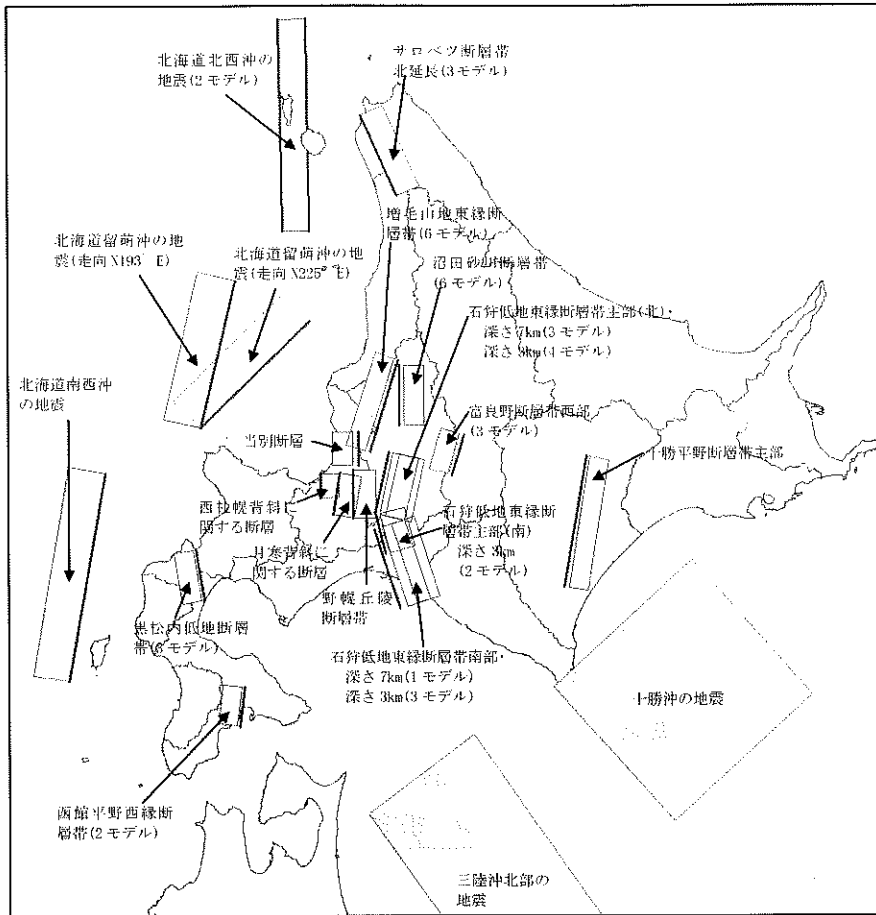 北海道北西沖の
地震(2モデル)
サロベツ断層帯
北延長(3モデル)
増毛山地東縁断
層帯(6モデル)
北海道留萌沖の地
震(走向N193°E)
北海道留萌沖の地
震(走向N225°E)
沼田砂川断層帯
(6モデル)
石狩低地東縁断層帯主部(北)・
深さ7km(3モデル)
深さ3km(4モデル)
北海道南西沖
の地震
富良野断層帯西部
(3モデル)
当別断層
十勝平野断層帯主部
西札幌背斜に
関する断層
石狩低地東縁断
層帯主部(南)
深さ3km
(2モデル)
月寒背斜に
関する断層
野幌丘陵
断層帯
黒松内低地断層
帯(6モデル)
石狩低地東縁断層帯南部・
深さ7km(1モデル)
深さ3km(3モデル)
十勝沖の地震
函館平野西縁断
層帯(2モデル)
三陸沖北部の
地震